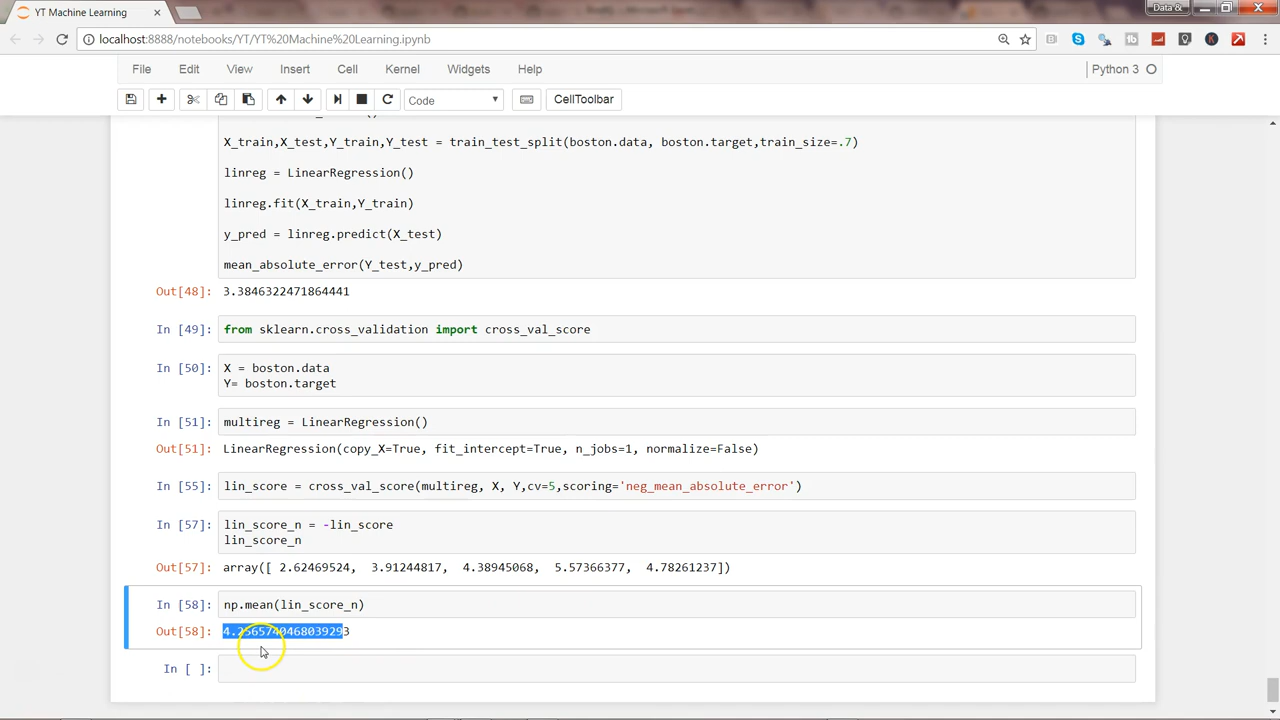 YT Machine Learning
Data &
localhost:8888/notebooks/YT/YT%20Machine%20Learning.ipynb
File Edit View Insert Cell Kernel Widgets Help Python 3
Code CellToolbar
X_train,X_test,Y_train,Y_test = train_test_split(boston.data, boston.target,train_size=.7)
linreg = LinearRegression()
linreg.fit(X_train,Y_train)
y_pred = linreg.predict(X_test)
mean_absolute_error(Y_test,y_pred)
Out[48]: 3.3846322471864441
In [49]: from sklearn.cross_validation import cross_val_score
In [50]: X = boston.data
Y= boston.target
In [51]: multireg = LinearRegression()
Out[51]: LinearRegression(copy_X=True, fit_intercept=True, n_jobs=1, normalize=False)
In [55]: lin_score = cross_val_score(multireg, X, Y,cv=5,scoring='neg_mean_absolute_error')
In [57]: lin_score_n = -lin_score
lin_score_n
Out[57]: array([ 2.62469524, 3.91244817, 4.38945068, 5.57366377, 4.78261237])
In [58]: np.mean(lin_score_n)
Out[58]: 4.2565740468039293
In [ ]: